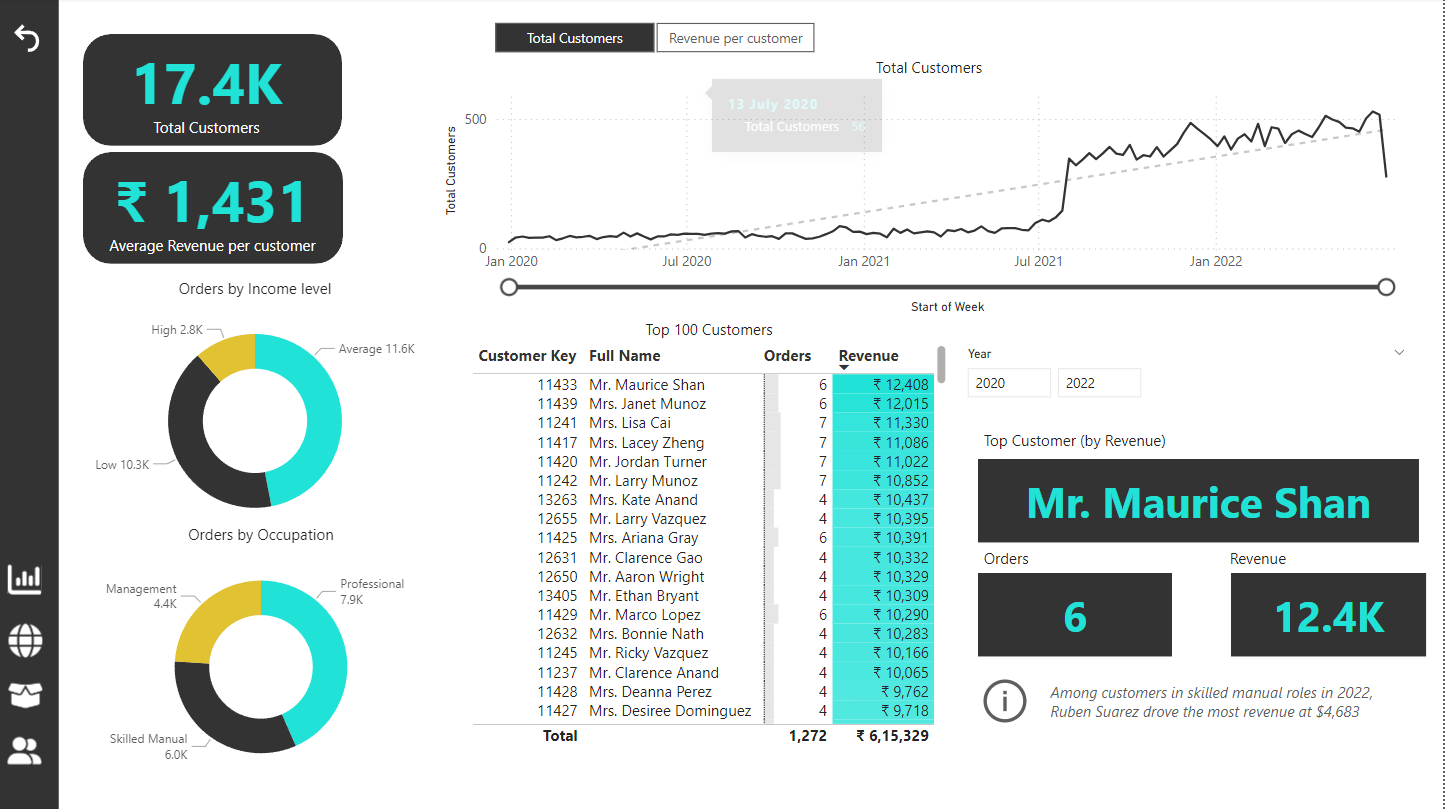 17.4K
Total Customers
₹ 1,431
Average Revenue per customer
Orders by Income level
High 2.8K
Average 11.6K
Low 10.3K
Orders by Occupation
Management
4.4K
Professional
7.9K
Skilled Manual
6.0K
Total Customers
Revenue per customer
Total Customers
13 July 2020
Total Customers 56
Total Customers
500
0
Jan 2020 Jul 2020 Jan 2021 Jul 2021 Jan 2022
Start of Week
Top 100 Customers
Customer Key Full Name Orders Revenue
11433 Mr. Maurice Shan 6 ₹ 12,408
11439 Mrs. Janet Munoz 6 ₹ 12,015
11241 Mrs. Lisa Cai 7 ₹ 11,330
11417 Mrs. Lacey Zheng 7 ₹ 11,086
11420 Mr. Jordan Turner 7 ₹ 11,022
11242 Mr. Larry Munoz 7 ₹ 10,852
13263 Mrs. Kate Anand 4 ₹ 10,437
12655 Mr. Larry Vazquez 4 ₹ 10,395
11425 Mrs. Ariana Gray 6 ₹ 10,391
12631 Mr. Clarence Gao 4 ₹ 10,332
12650 Mr. Aaron Wright 4 ₹ 10,329
13405 Mr. Ethan Bryant 4 ₹ 10,309
11429 Mr. Marco Lopez 6 ₹ 10,290
12632 Mrs. Bonnie Nath 4 ₹ 10,283
11245 Mr. Ricky Vazquez 4 ₹ 10,166
11237 Mr. Clarence Anand 4 ₹ 10,065
11428 Mrs. Deanna Perez 4 ₹ 9,762
11427 Mrs. Desiree Dominguez 4 ₹ 9,718
Total 1,272 ₹ 6,15,329
Year
2020 2022
Top Customer (by Revenue)
Mr. Maurice Shan
Orders
6
Revenue
12.4K
Among customers in skilled manual roles in 2022,
Ruben Suarez drove the most revenue at $4,683